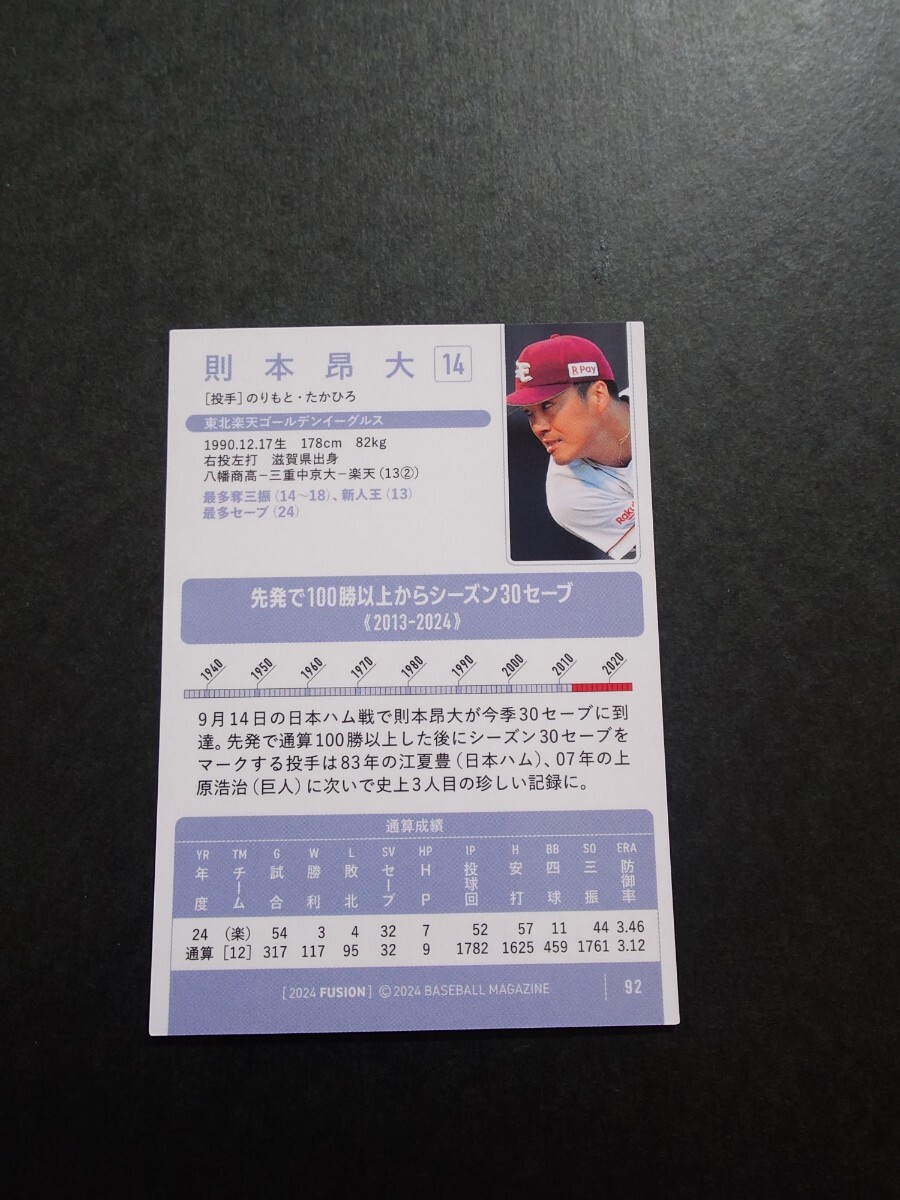 則本昂大 14
[投手]のりもと・たかひろ
東北楽天ゴールデンイーグルス
1990.12.17生 178cm 82kg
右投左打 滋賀県出身
八幡商高−三重中京大−楽天(13②)
最多奪三振(14〜18)、新人王(13)
最多セーブ(24)
E
R Pay
Raku
先発で100勝以上からシーズン30セーブ
《2013-2024》
1940 1950 1960 1970 1980 1990 2000 2010 2020
9月14日の日本ハム戦で則本昂大が今季30セーブに到
達。先発で通算100勝以上した後にシーズン30セーブを
マークする投手は83年の江夏豊(日本ハム)、07年の上
原浩治(巨人)に次いで史上3人目の珍しい記録に。
通算成績
YR TM G W L SV HP IP H BB SO ERA
年度 チーム 試合 勝利 敗北 セーブ HP 投球回 安打 四球 三振 防御率
24 (楽) 54 3 4 32 7 52 57 11 44 3.46
通算 [12] 317 117 95 32 9 1782 1625 459 1761 3.12
[2024 FUSION] ©2024 BASEBALL MAGAZINE 92